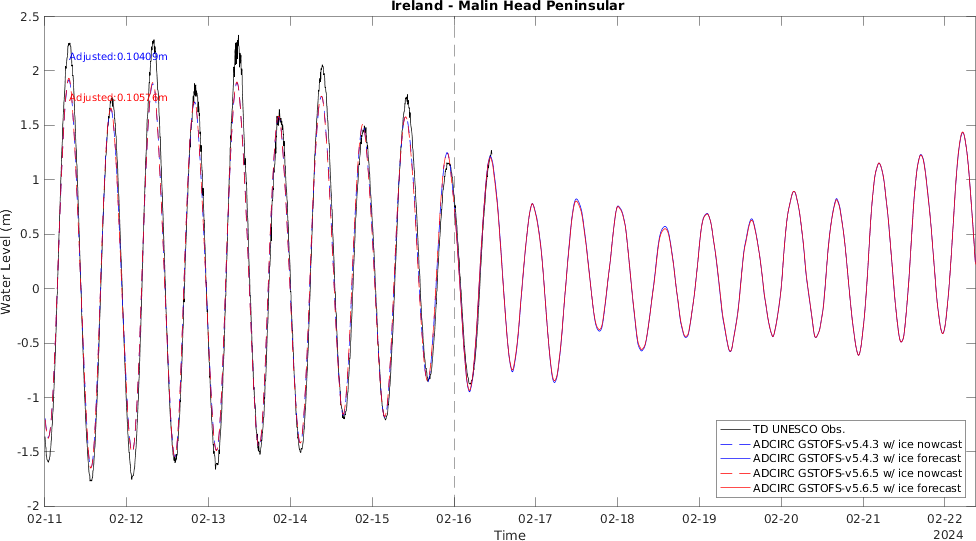 Ireland - Malin Head Peninsular
2.5
2
1.5
1
0.5
0
-0.5
-1
-1.5
-2
Water Level (m)
Adjusted:0.10409m
Adjusted:0.10576m
TD UNESCO Obs.
ADCIRC GSTOFS-v5.4.3 w/ ice nowcast
ADCIRC GSTOFS-v5.4.3 w/ ice forecast
ADCIRC GSTOFS-v5.6.5 w/ ice nowcast
ADCIRC GSTOFS-v5.6.5 w/ ice forecast
02-11 02-12 02-13 02-14 02-15 02-16 02-17 02-18 02-19 02-20 02-21 02-22
Time
2024